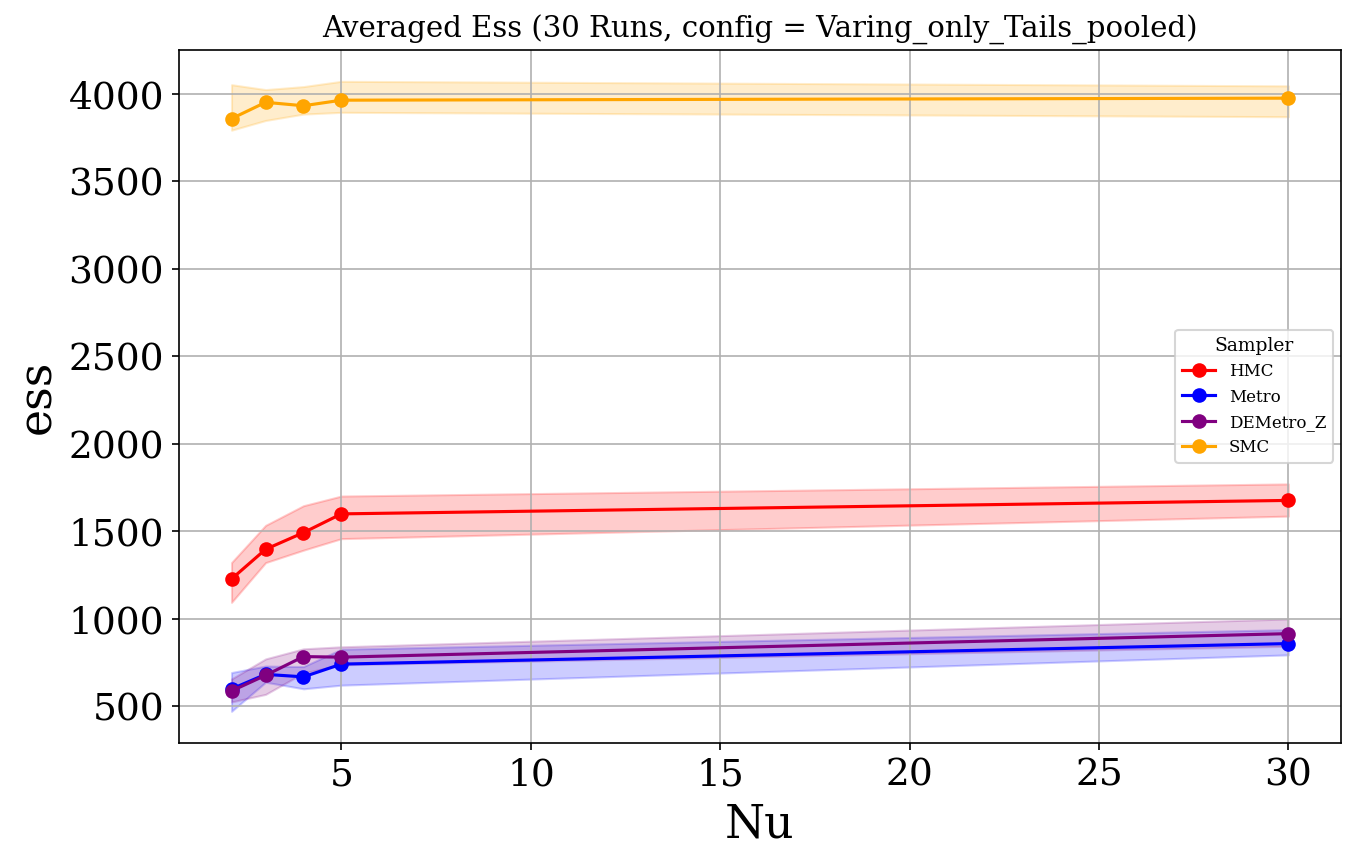 Averaged Ess (30 Runs, config = Varing_only_Tails_pooled)
4000
3500
3000
2500
2000
1500
1000
500
ess
Sampler
HMC
Metro
DEMetro_Z
SMC
5 10 15 20 25 30
Nu